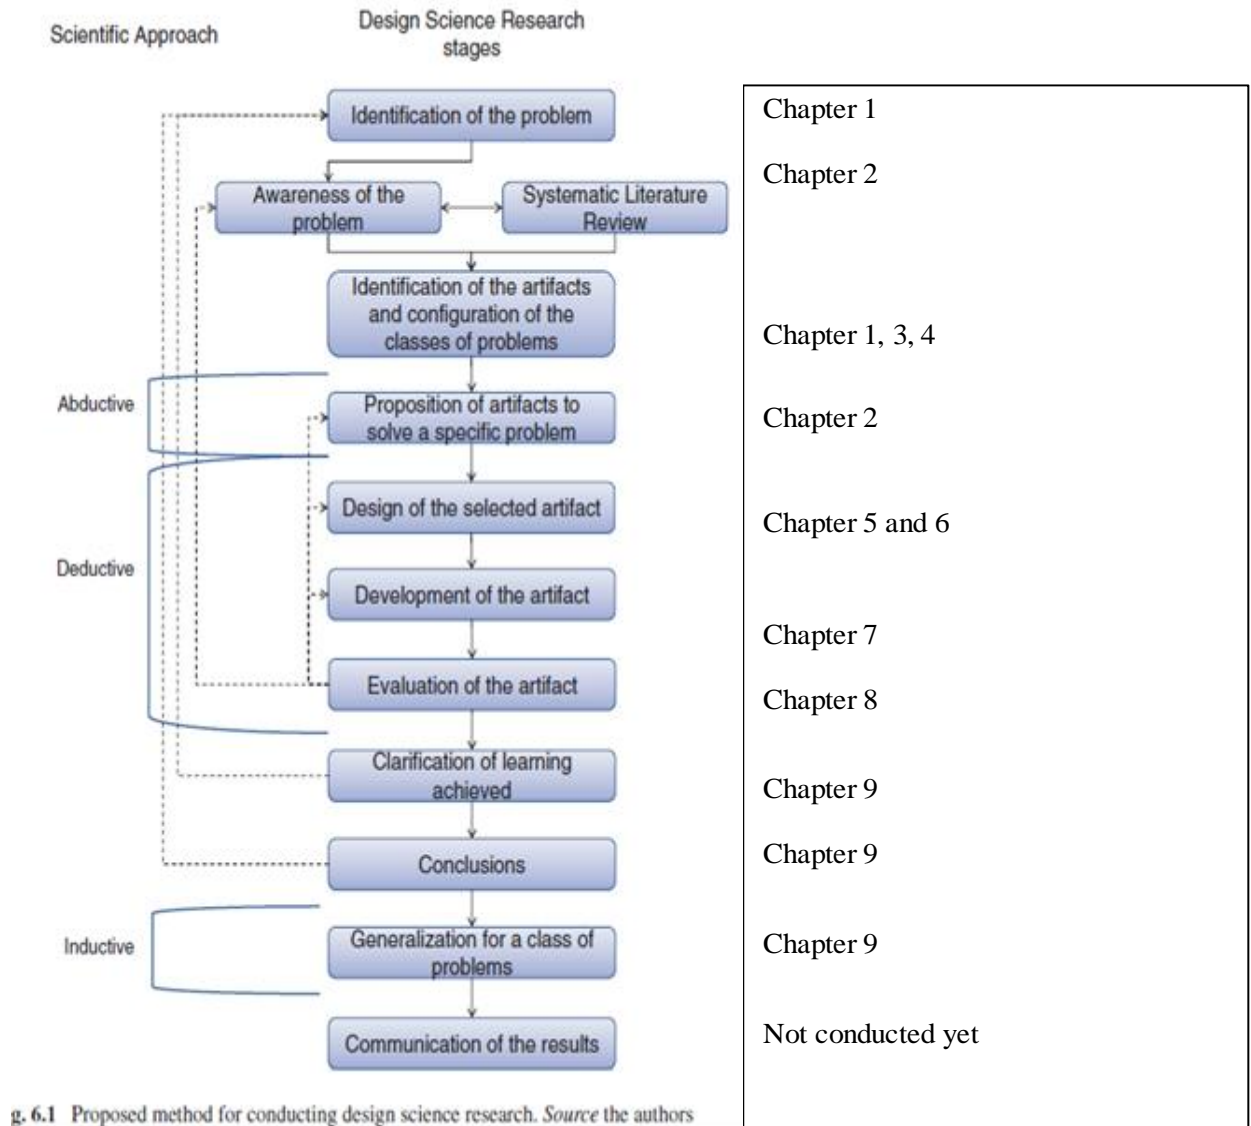 Scientific Approach
Design Science Research
stages
Identification of the problem
Chapter 1
Awareness of the
problem
Systematic Literature
Review
Chapter 2
Identification of the artifacts
and configuration of the
classes of problems
Chapter 1, 3, 4
Abductive
Proposition of artifacts to
solve a specific problem
Chapter 2
Design of the selected artifact
Chapter 5 and 6
Deductive
Development of the artifact
Chapter 7
Evaluation of the artifact
Chapter 8
Clarification of learning
achieved
Chapter 9
Conclusions
Chapter 9
Inductive
Generalization for a class of
problems
Chapter 9
Communication of the results
Not conducted yet
g. 6.1 Proposed method for conducting design science research. Source the authors